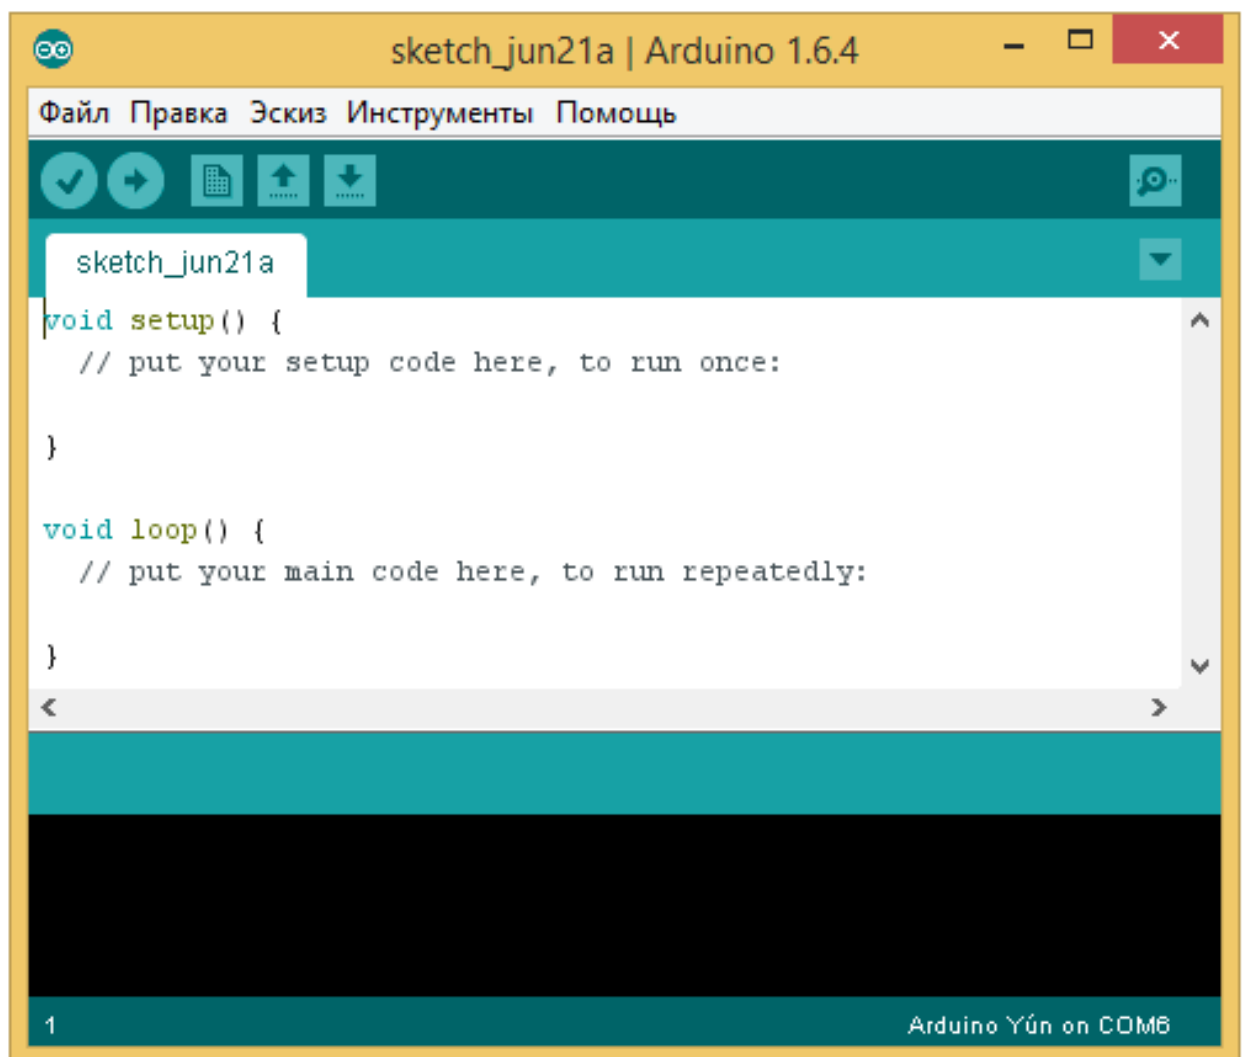 sketch_jun21a | Arduino 1.6.4
Файл Правка Эскиз Инструменты Помощь
sketch_jun21a
void setup() {
  // put your setup code here, to run once:
}
void loop() {
  // put your main code here, to run repeatedly:
}
1 Arduino Yún on COM6